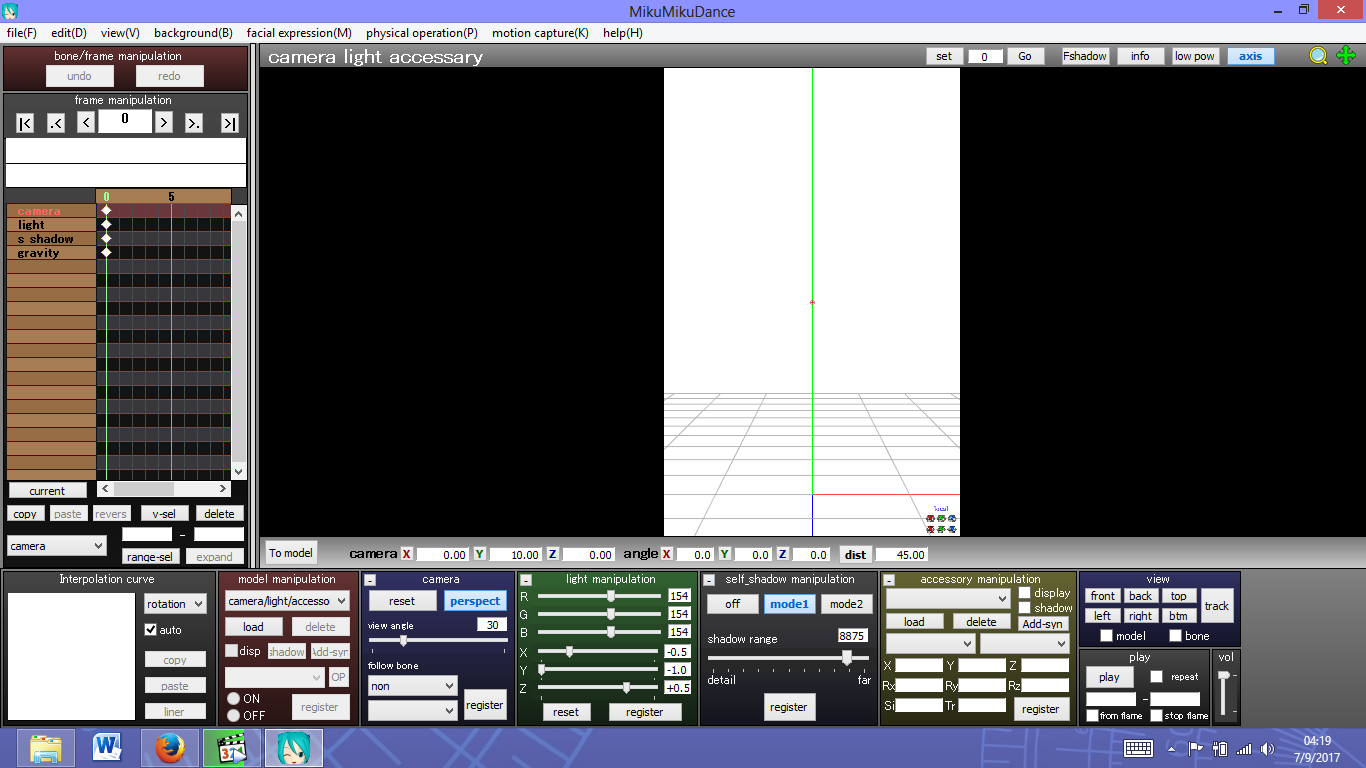 MikuMikuDance
file(F) edit(D) view(V) background(B) facial expression(M) physical operation(P) motion capture(K) help(H)
bone/frame manipulation
undo redo
frame manipulation
|< .< < 0 > >. >|
0 5
camera
light
s shadow
gravity
current
copy paste revers v-sel delete
camera -
range-sel expand
camera light accessary
set 0 Go Fshadow info low pow axis
local
To model camera X 0.00 Y 10.00 Z 0.00 angle X 0.0 Y 0.0 Z 0.0 dist 45.00
Interpolation curve
rotation
auto
copy
paste
liner
model manipulation
camera/light/accesso
load delete
disp shadow Add-syn
OP
ON
OFF
register
- camera
reset perspect
view angle 30
follow bone
non
register
- light manipulation
R 154
G 154
B 154
X -0.5
Y -1.0
Z +0.5
reset register
- self_shadow manipulation
off mode1 mode2
shadow range 8875
detail far
register
- accessory manipulation
display
shadow
load delete Add-syn
X Y Z
Rx Ry Rz
Si Tr register
view
front back top
left right btm
track
model bone
play
play repeat
-
from flame stop flame
vol
04:19
7/9/2017